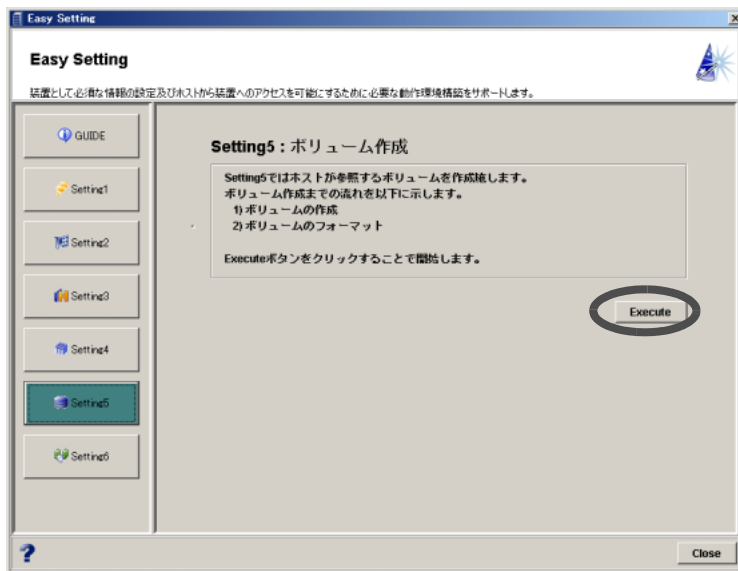 Easy Setting
Easy Setting
装置として必須な情報の設定及びホストから装置へのアクセスを可能にするために必要な動作環境構築をサポートします。
GUIDE
Setting1
Setting2
Setting3
Setting4
Setting5
Setting6
Setting5：ボリューム作成
Setting5ではホストが参照するボリュームを作成致します。
ボリューム作成までの流れを以下に示します。
1)ボリュームの作成
2)ボリュームのフォーマット
Executeボタンをクリックすることで開始します。
Execute
?
Close